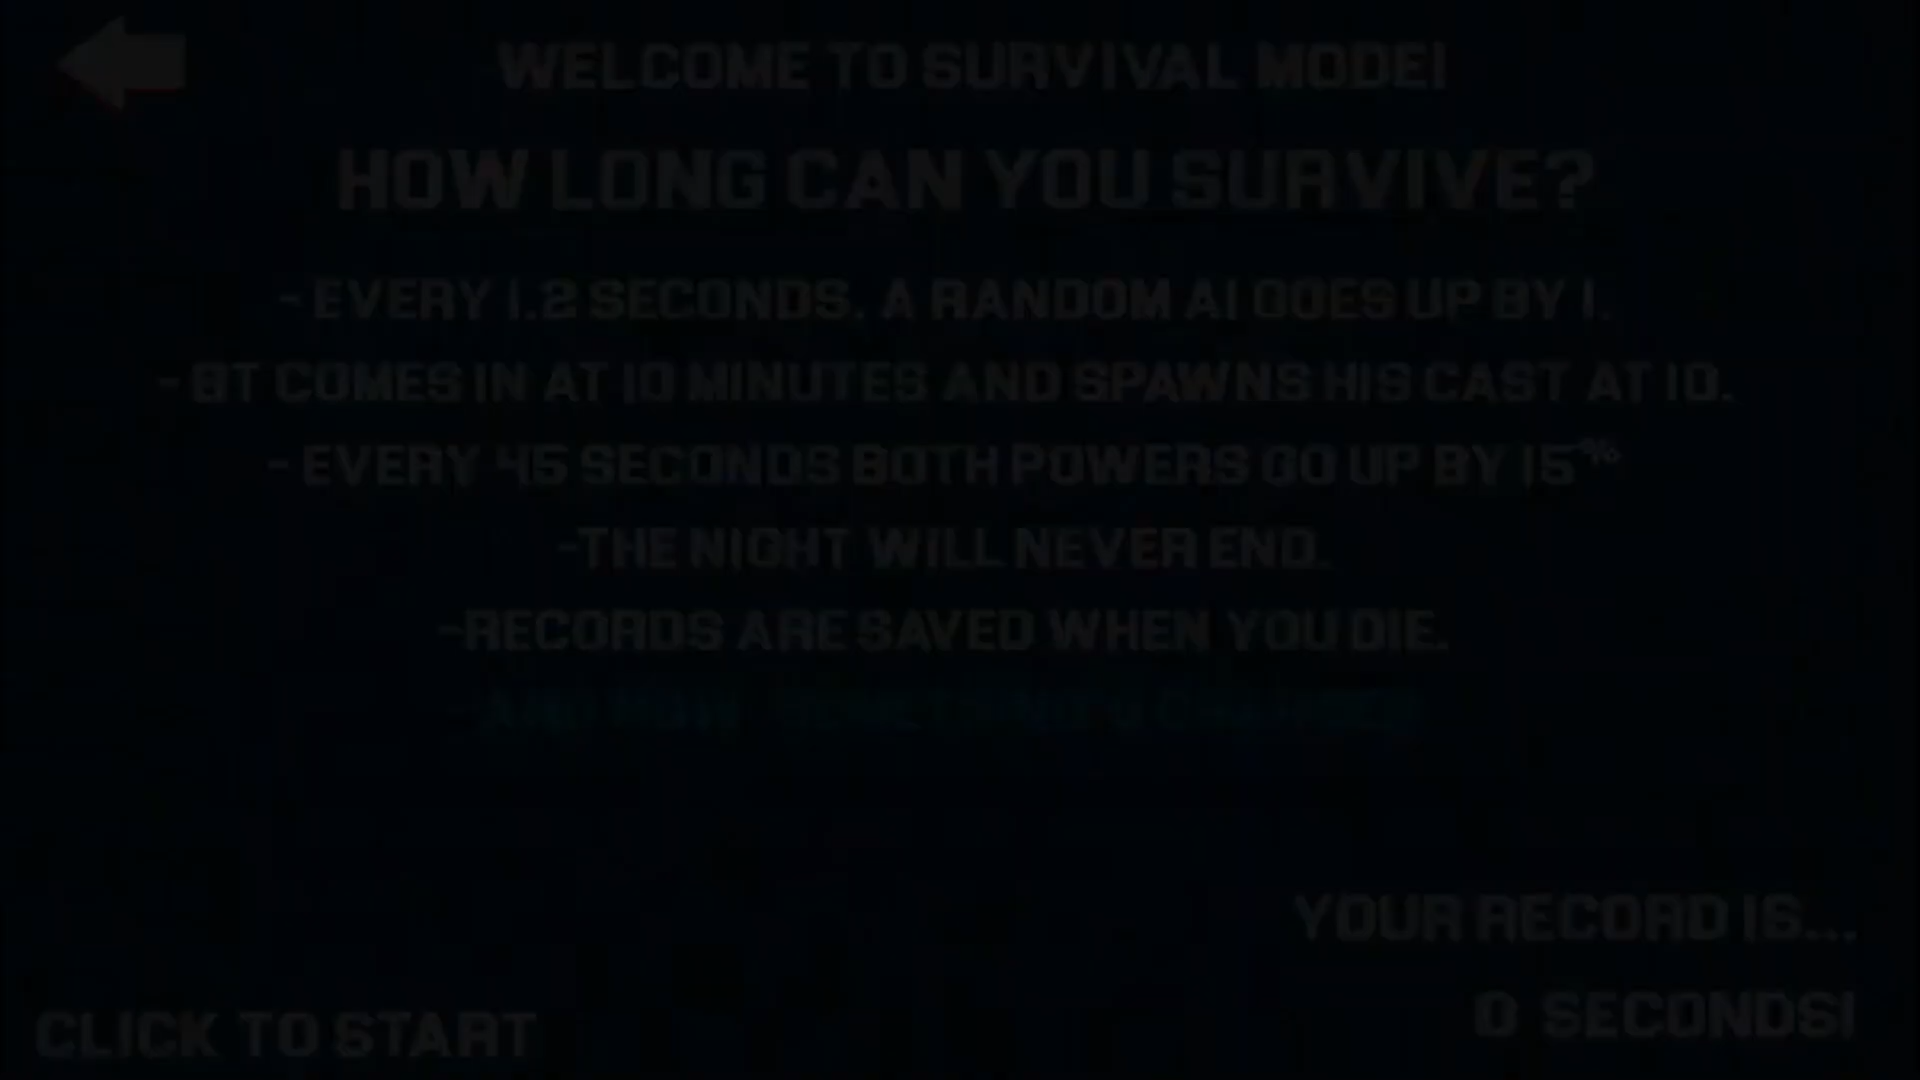 WELCOME TO SURVIVAL MODE!
HOW LONG CAN YOU SURVIVE?
- EVERY 1.2 SECONDS, A RANDOM AI GOES UP BY 1.
- BT COMES IN AT 10 MINUTES AND SPAWNS HIS CAST AT 10.
- EVERY 45 SECONDS BOTH POWERS GO UP BY 15%
-THE NIGHT WILL NEVER END.
-RECORDS ARE SAVED WHEN YOU DIE.
YOUR RECORD IS...
0 SECONDS!
CLICK TO START